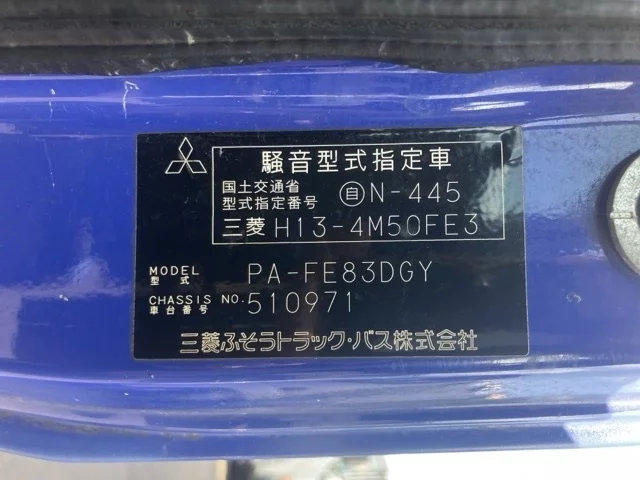 騒音型式指定車
国土交通省
型式指定番号 自N-445
三菱 H13-4M50FE3
MODEL
型式 PA-FE83DGY
CHASSIS NO.
車台番号 510971
三菱ふそうトラック・バス株式会社